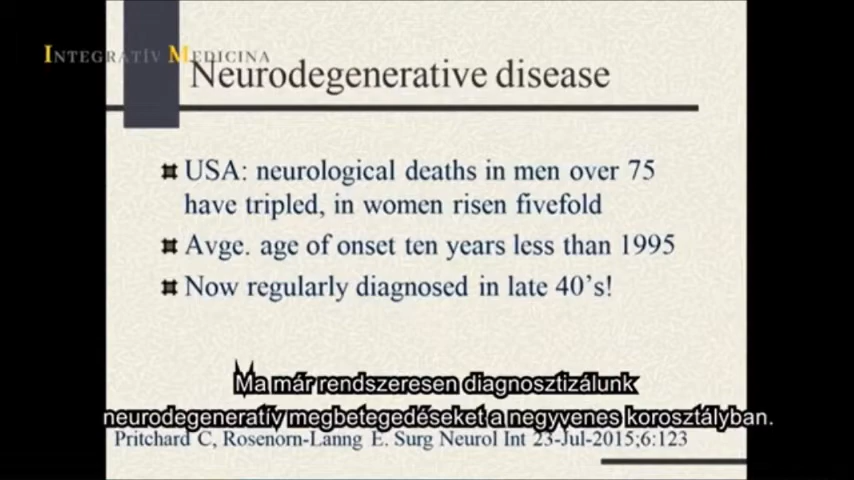 INTEGRATÍV MEDICINA
Neurodegenerative disease
USA: neurological deaths in men over 75
have tripled, in women risen fivefold
Avge. age of onset ten years less than 1995
Now regularly diagnosed in late 40's!
Ma már rendszeresen diagnosztizálunk
neurodegeneratív megbetegedéseket a negyvenes korosztályban.
Pritchard C, Rosenorn-Lanng E. Surg Neurol Int 23-Jul-2015;6:123